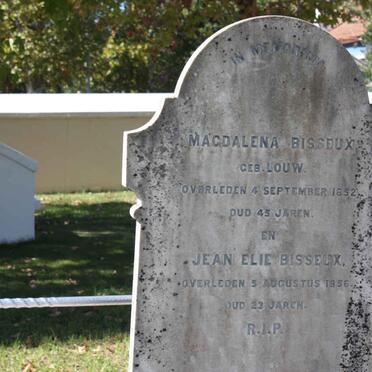 IN MEMORIAM
MAGDALENA BISSEUX
GEB. LOUW.
OVERLEDEN 4 SEPTEMBER 1852.
OUD 45 JAREN.
EN
JEAN ELIE BISSEUX,
OVERLEDEN 5 AUGUSTUS 1856.
OUD 23 JAREN.
R.I.P.